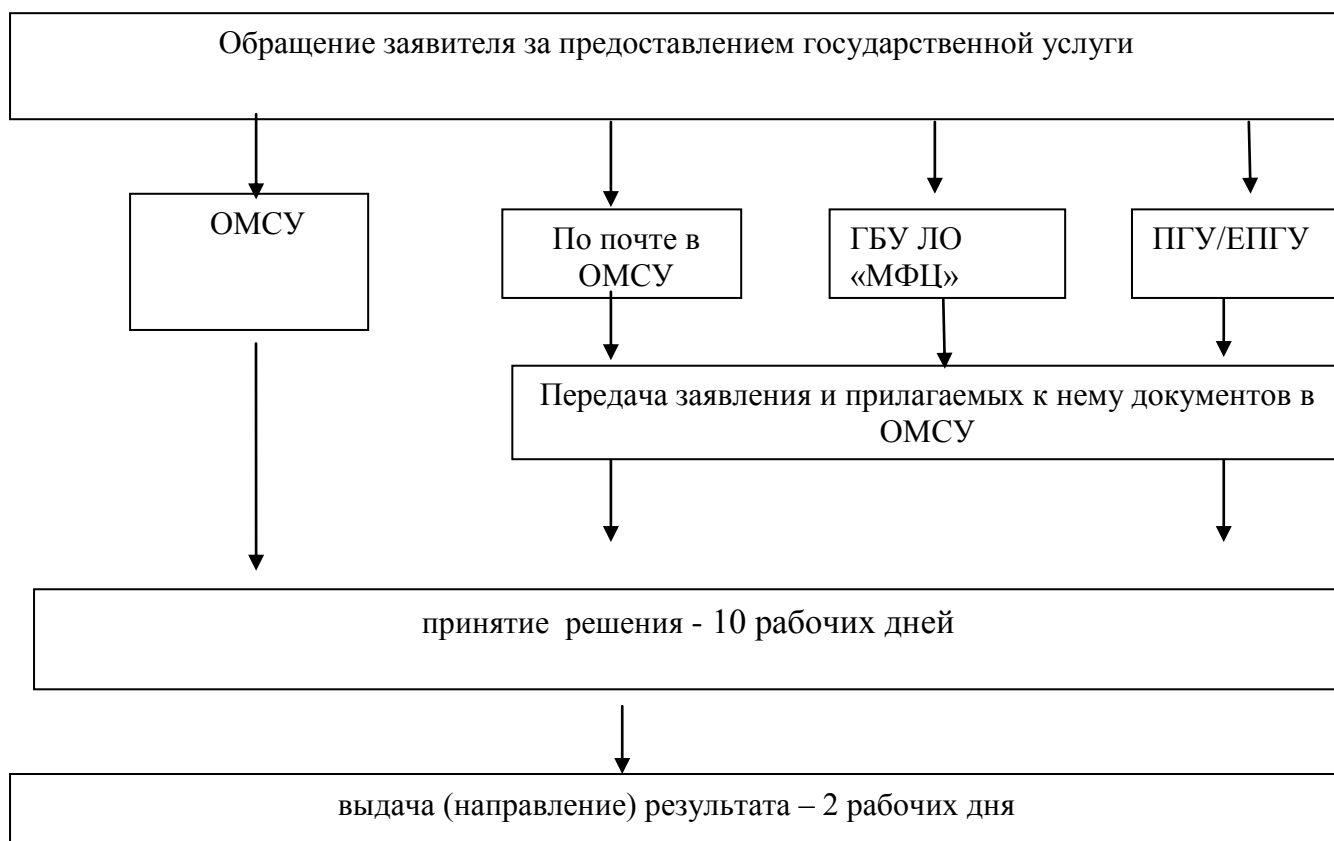 Обращение заявителя за предоставлением государственной услуги
ОМСУ
По почте в
ОМСУ
ГБУ ЛО
«МФЦ»
ПГУ/ЕПГУ
Передача заявления и прилагаемых к нему документов в
ОМСУ
принятие решения - 10 рабочих дней
выдача (направление) результата – 2 рабочих дня